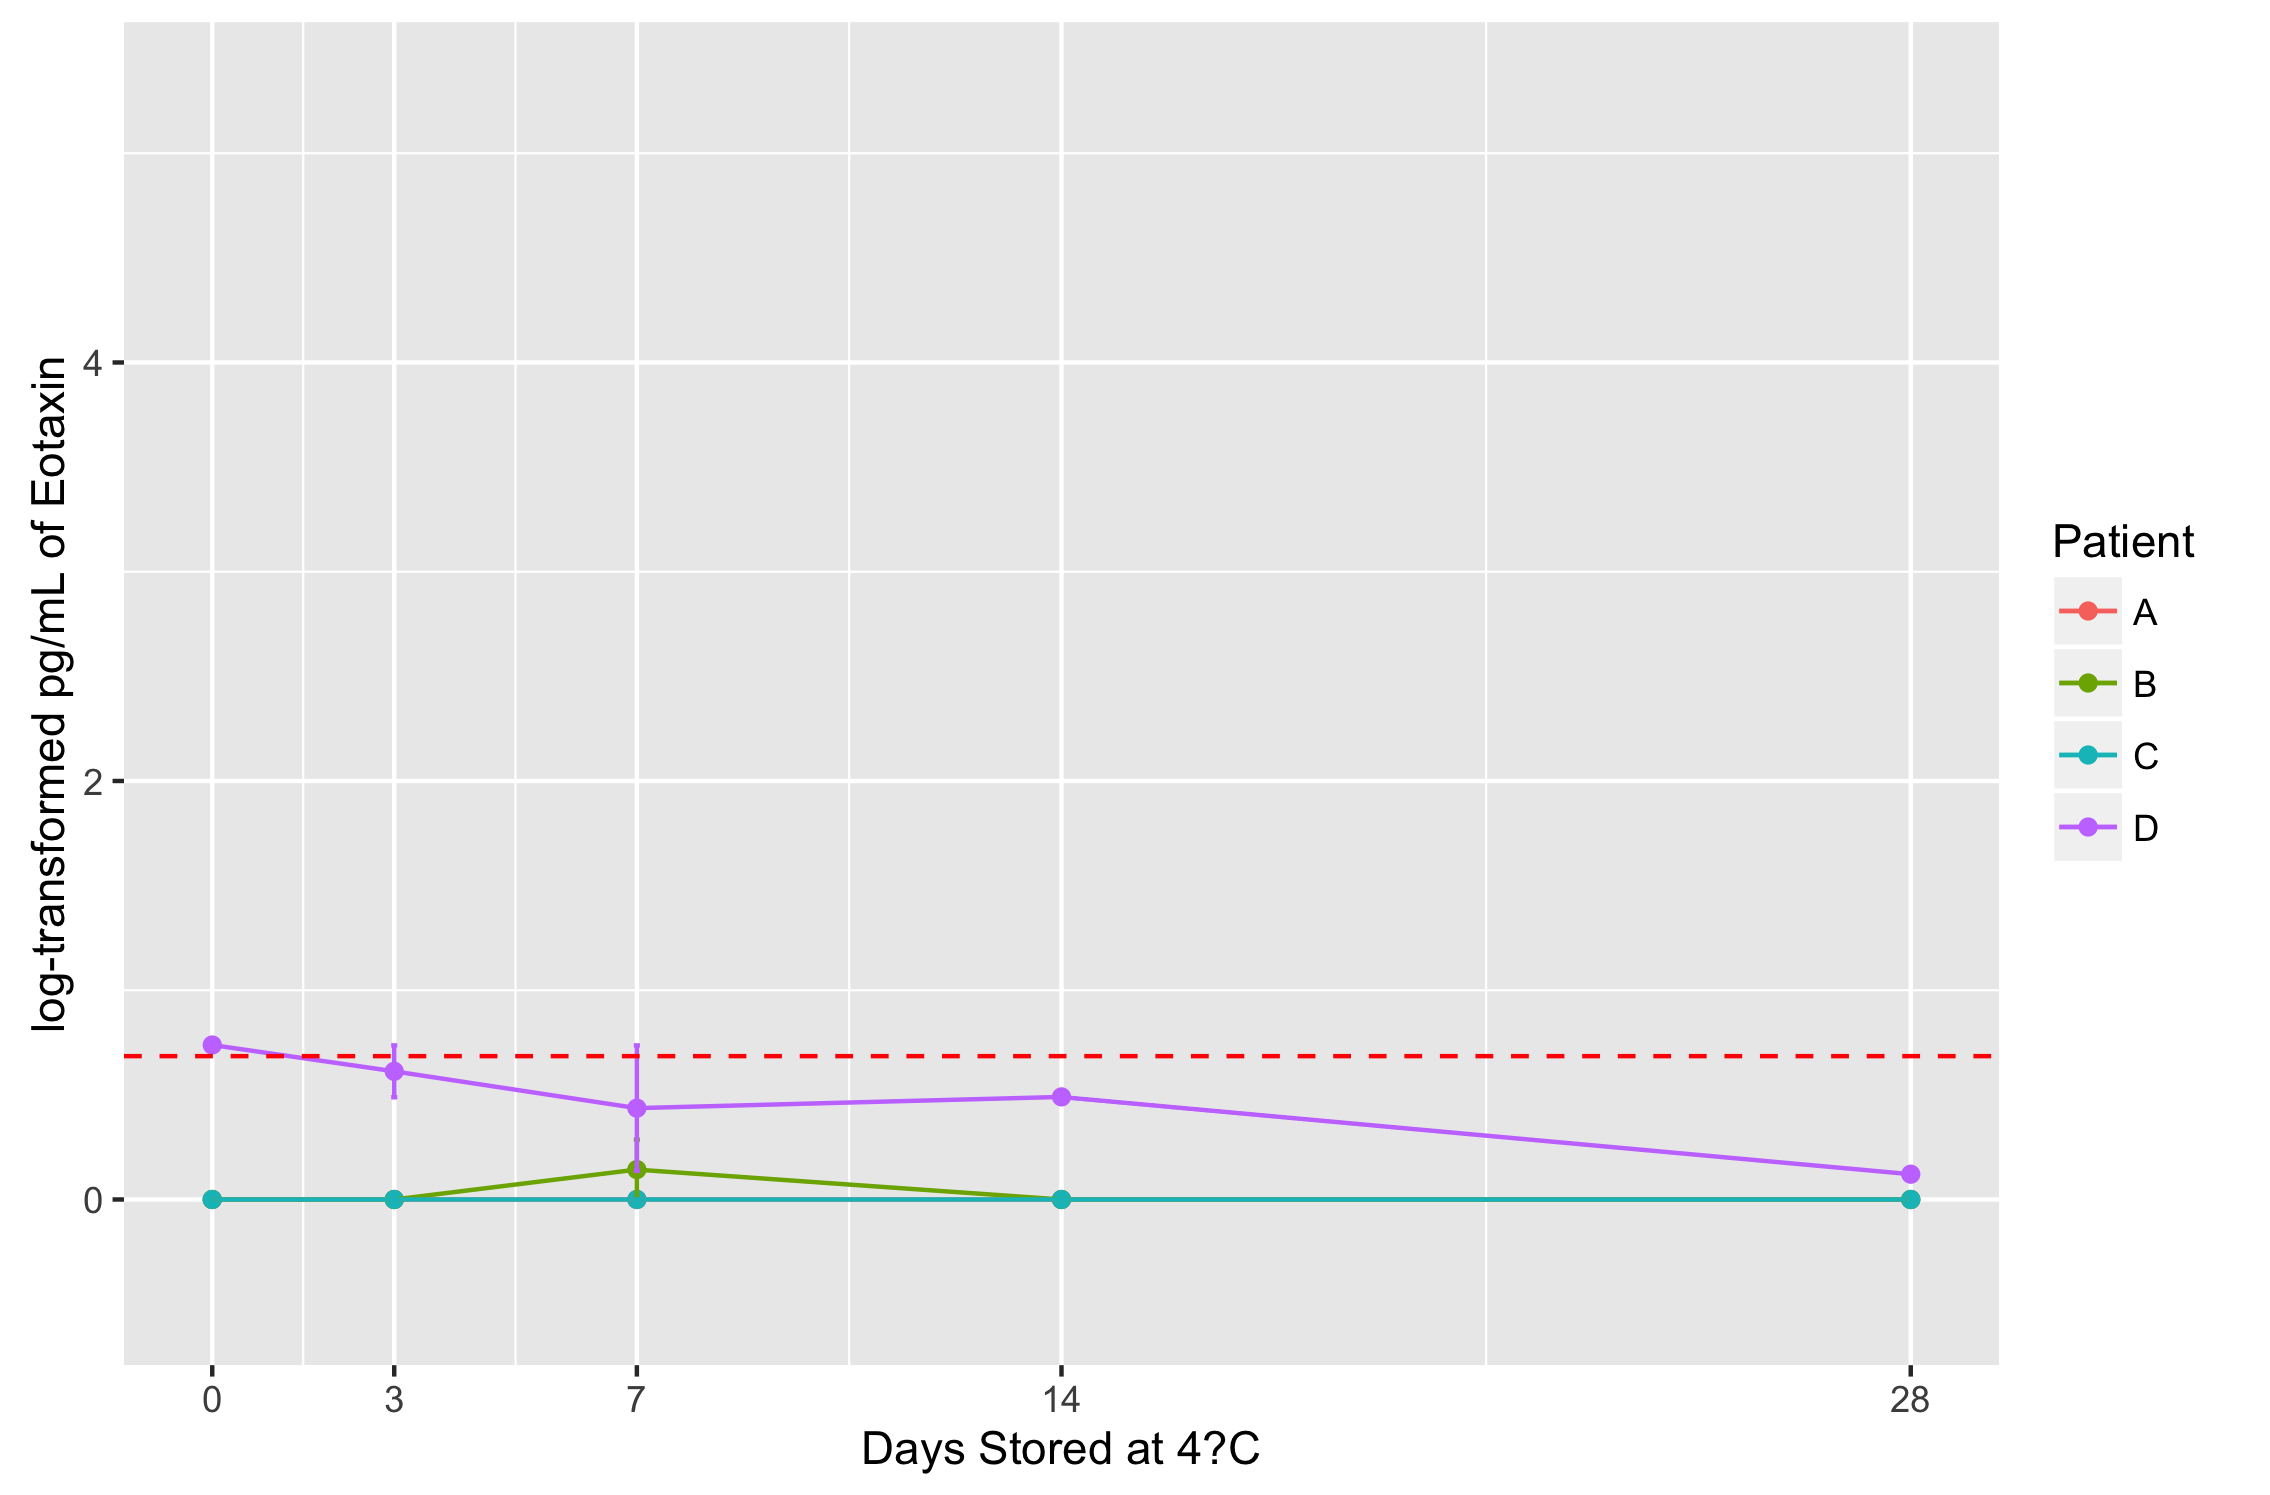 log-transformed pg/mL of Eotaxin
4
2
0
0 3 7 14 28
Days Stored at 4?C
Patient
A
B
C
D